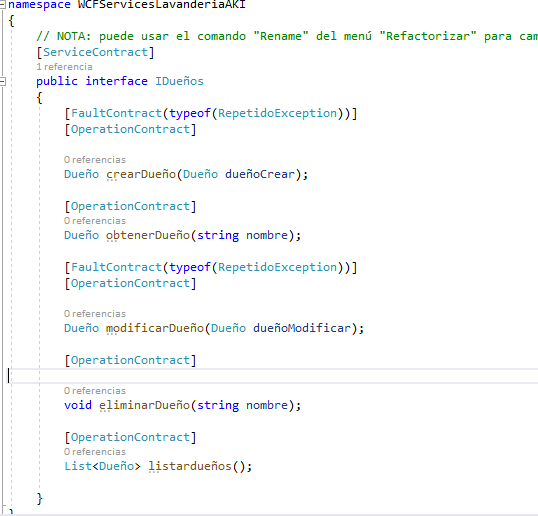 namespace WCFServicesLavanderiaAKI
{
// NOTA: puede usar el comando "Rename" del menú "Refactorizar" para cam
[ServiceContract]
1 referencia
public interface IDueños
{
[FaultContract(typeof(RepetidoException))]
[OperationContract]
0 referencias
Dueño crearDueño(Dueño dueñoCrear);
[OperationContract]
0 referencias
Dueño obtenerDueño(string nombre);
[FaultContract(typeof(RepetidoException))]
[OperationContract]
0 referencias
Dueño modificarDueño(Dueño dueñoModificar);
[OperationContract]
0 referencias
void eliminarDueño(string nombre);
[OperationContract]
0 referencias
List<Dueño> listardueños();
}
}